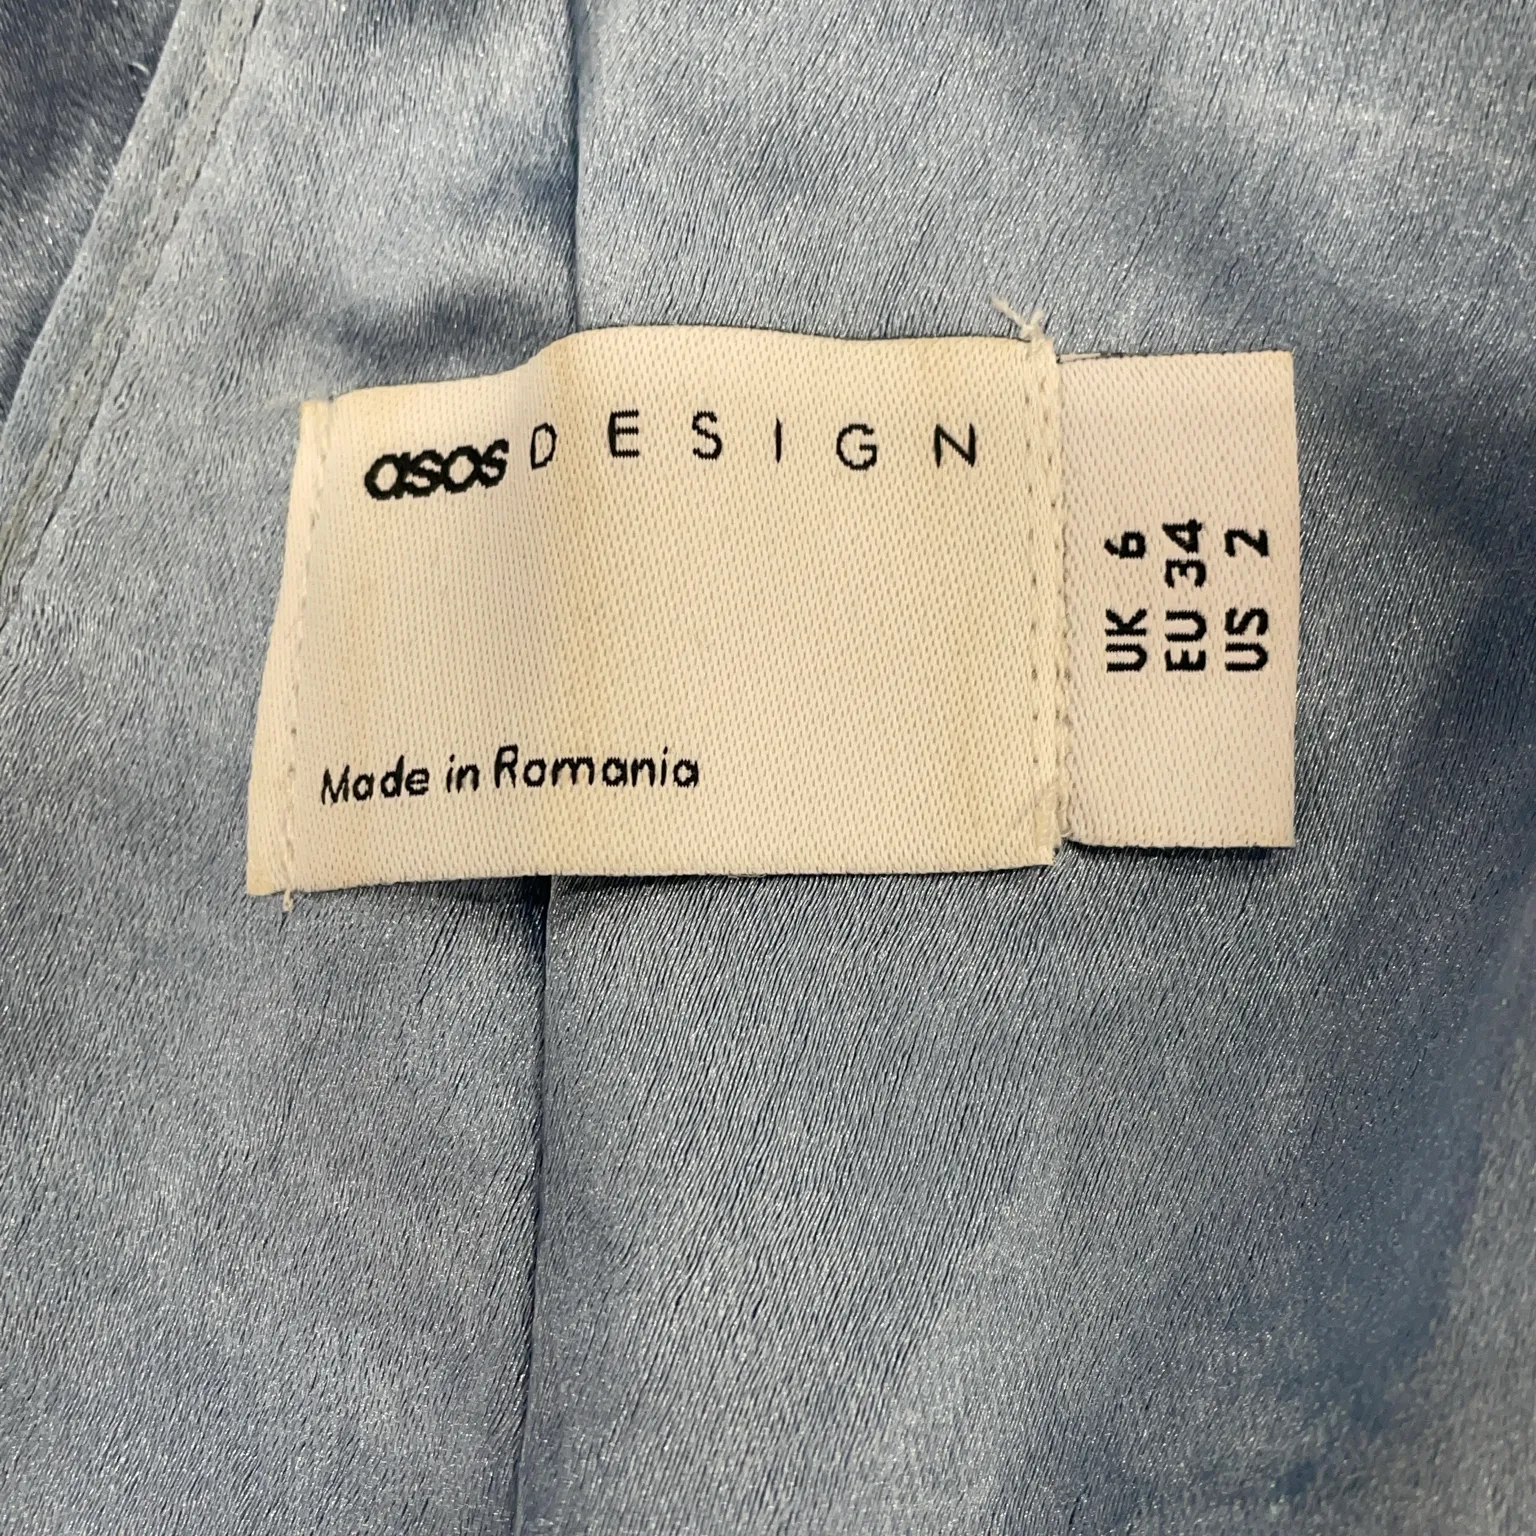 asos DESIGN
Made in Romania
UK 6
EU 34
US 2